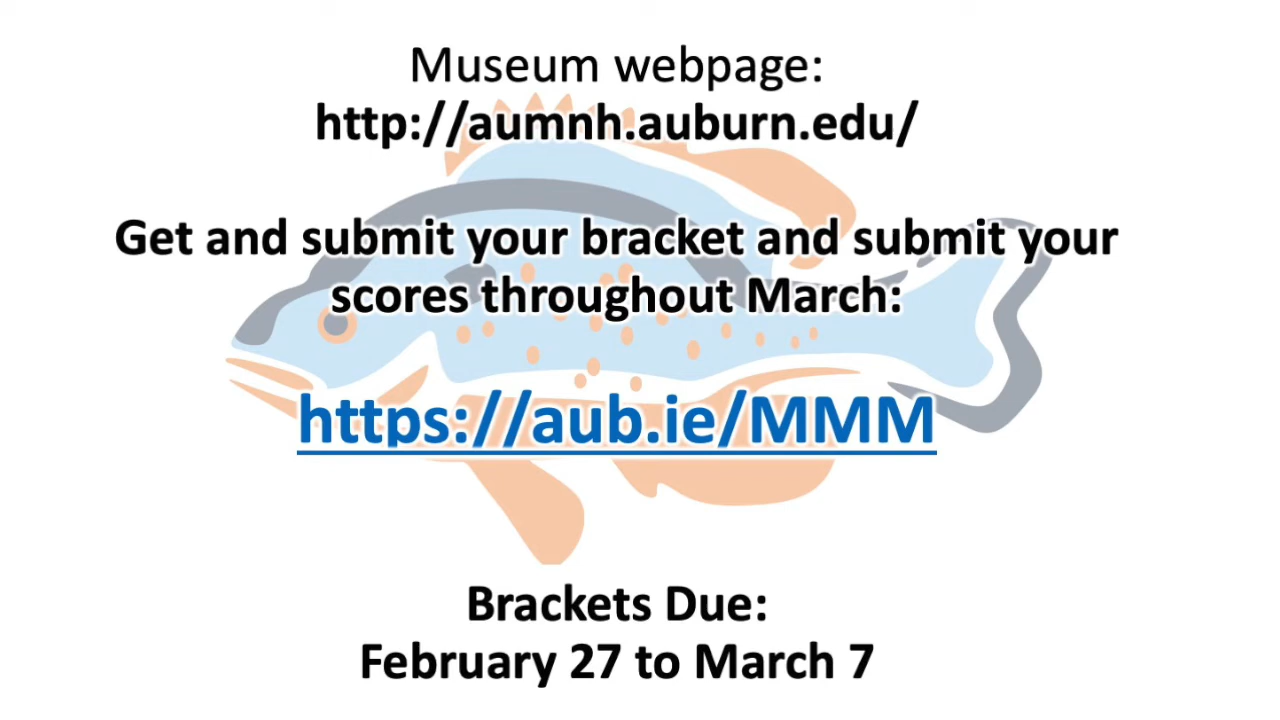 Museum webpage:
http://aumnh.auburn.edu/
Get and submit your bracket and submit your
scores throughout March:
https://aub.ie/MMM
Brackets Due:
February 27 to March 7